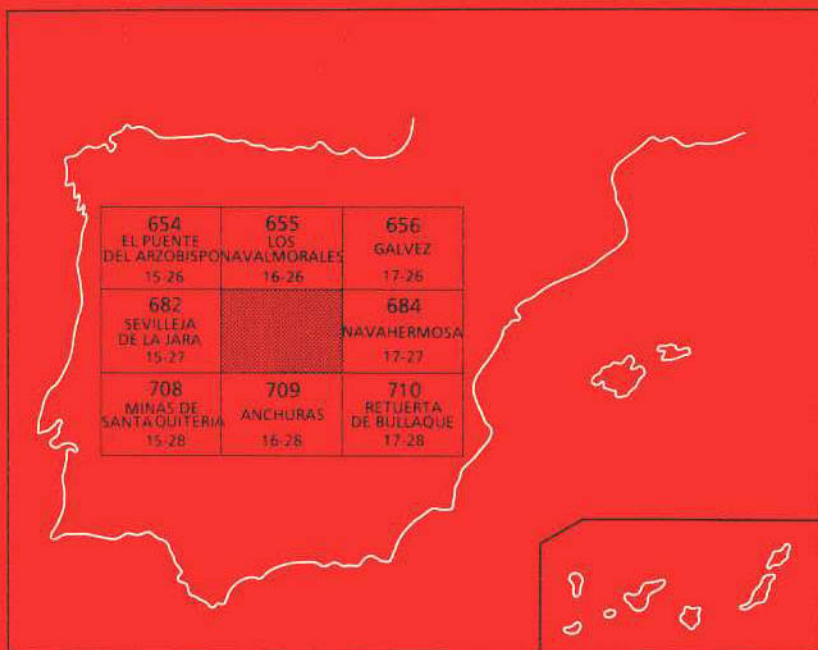 654
EL PUENTE
DEL ARZOBISPO
15-26
655
LOS
NAVALMORALES
16-26
656
GALVEZ
17-26
682
SEVILLEJA
DE LA JARA
15-27
684
NAVAHERMOSA
17-27
708
MINAS DE
SANTA QUITERIA
15-28
709
ANCHURAS
16-28
710
RETUERTA
DE BULLAQUE
17-28